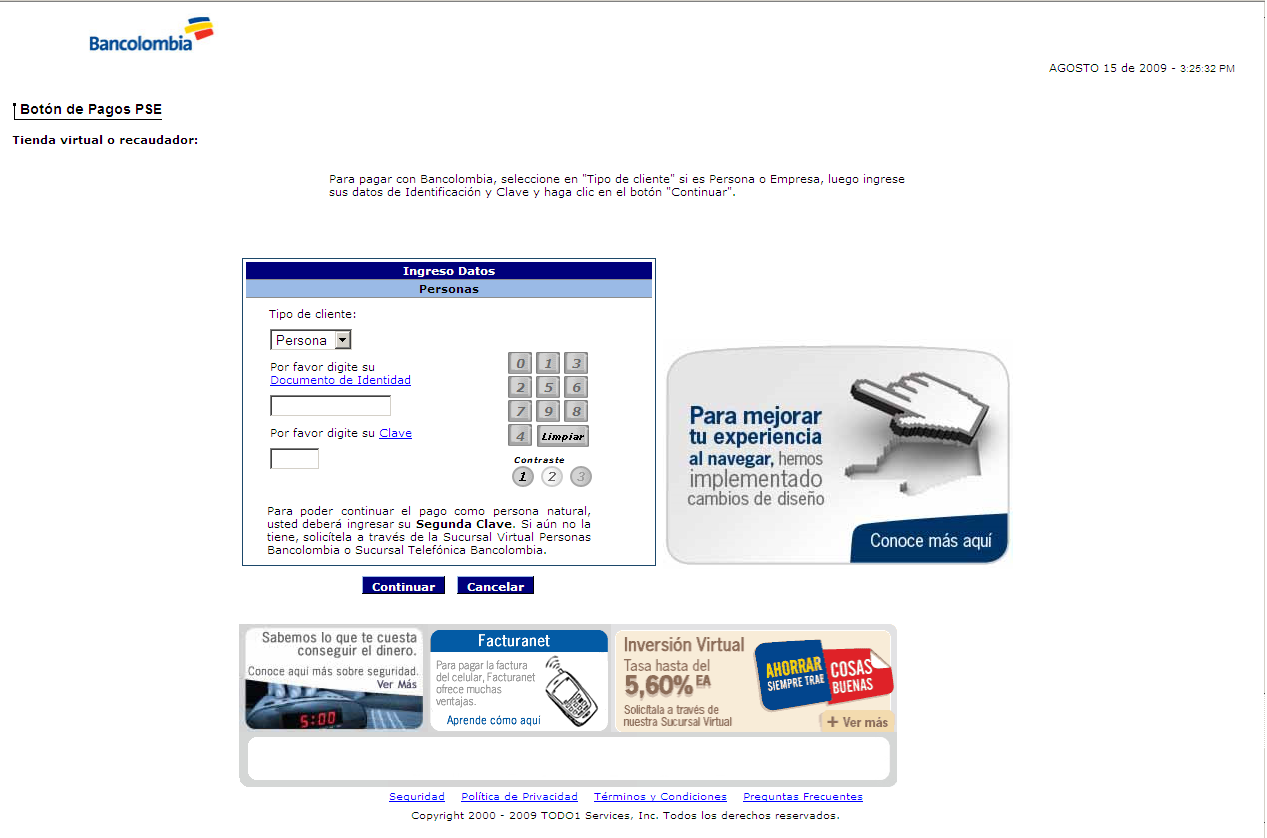 Bancolombia
AGOSTO 15 de 2009 - 3:25:32 PM
Botón de Pagos PSE
Tienda virtual o recaudador:
Para pagar con Bancolombia, seleccione en "Tipo de cliente" si es Persona o Empresa, luego ingrese
sus datos de Identificación y Clave y haga clic en el botón "Continuar".
Ingreso Datos
Personas
Tipo de cliente:
Persona
Por favor digite su
Documento de Identidad
Por favor digite su Clave
0 1 3
2 5 6
7 9 8
4 Limpiar
Contraste
1 2 3
Para poder continuar el pago como persona natural,
usted deberá ingresar su Segunda Clave. Si aún no la
tiene, solicítela a través de la Sucursal Virtual Personas
Bancolombia o Sucursal Telefónica Bancolombia.
Continuar Cancelar
Para mejorar
tu experiencia
al navegar, hemos
implementado
cambios de diseño
Conoce más aquí
Sabemos lo que te cuesta
conseguir el dinero.
Conoce aquí más sobre seguridad.
Ver Más
5:00
Facturanet
Para pagar la factura
del celular, Facturanet
ofrece muchas
ventajas.
Aprende cómo aquí
Inversión Virtual
Tasa hasta del
5,60% EA
Solicítala a través de
nuestra Sucursal Virtual
AHORRAR
SIEMPRE TRAE
COSAS
BUENAS
+ Ver más
Seguridad Política de Privacidad Términos y Condiciones Preguntas Frecuentes
Copyright 2000 - 2009 TODO1 Services, Inc. Todos los derechos reservados.